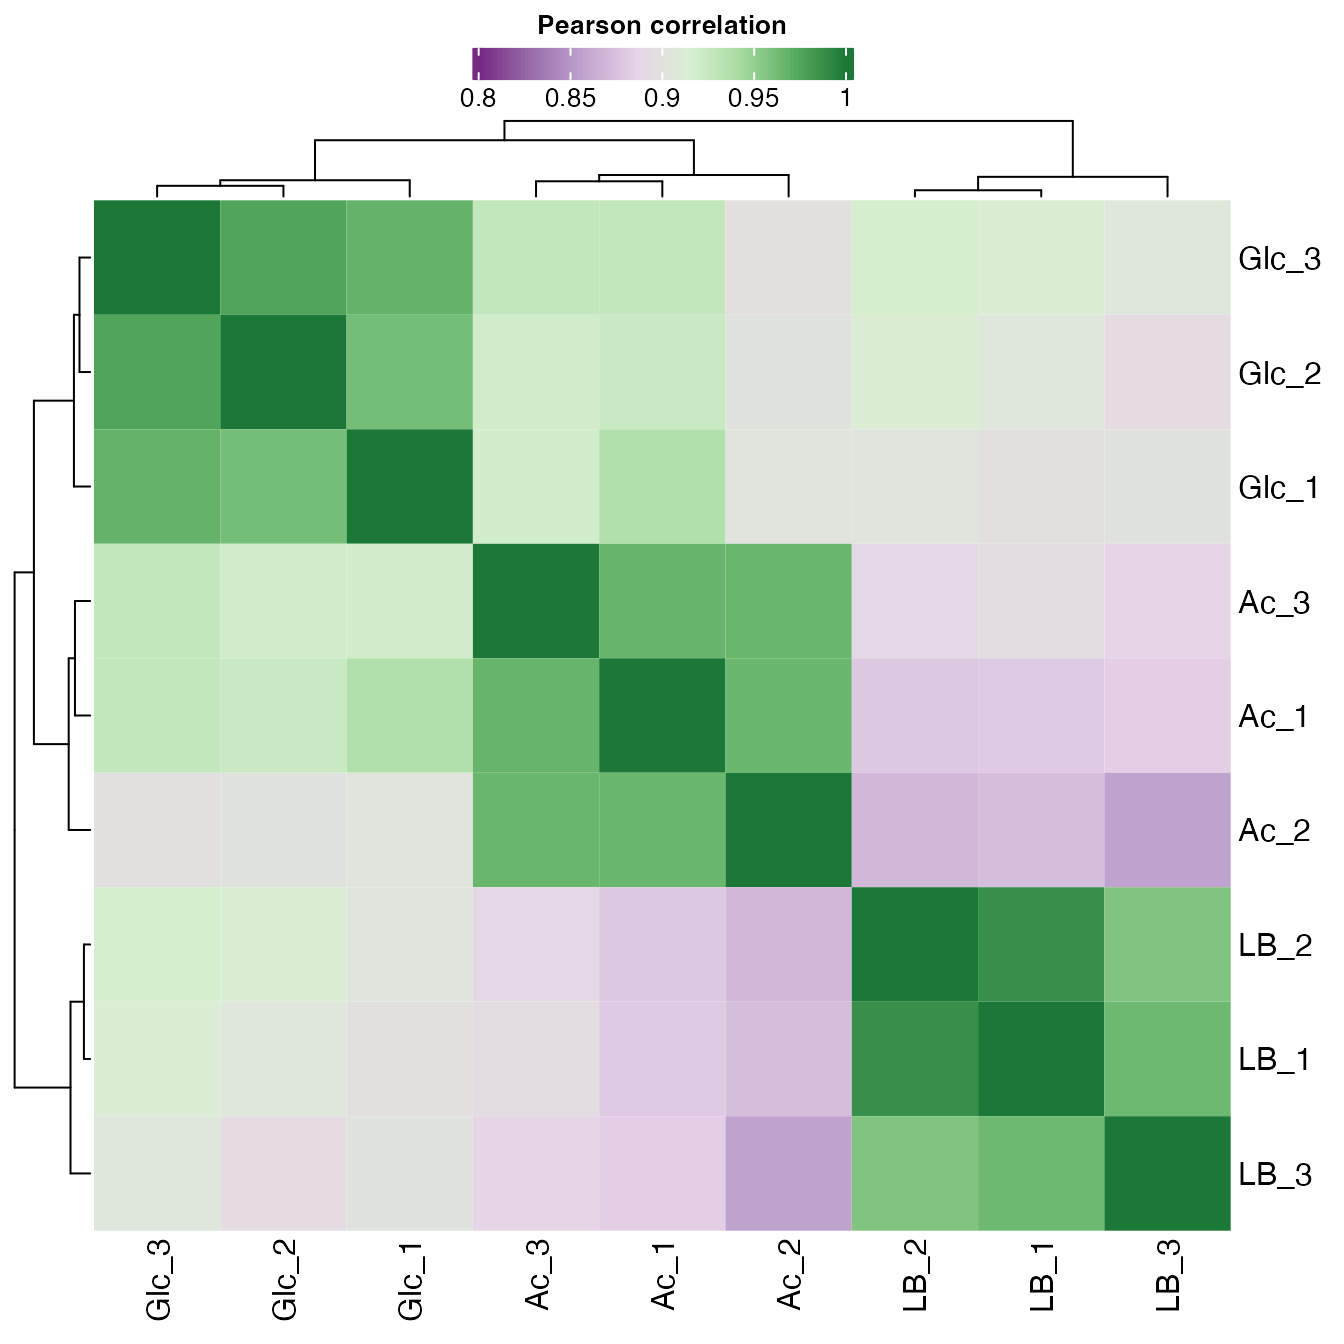 Pearson correlation
0.8 0.85 0.9 0.95 1
Glc_3
Glc_2
Glc_1
Ac_3
Ac_1
Ac_2
LB_2
LB_1
LB_3
Glc_3
Glc_2
Glc_1
Ac_3
Ac_1
Ac_2
LB_2
LB_1
LB_3